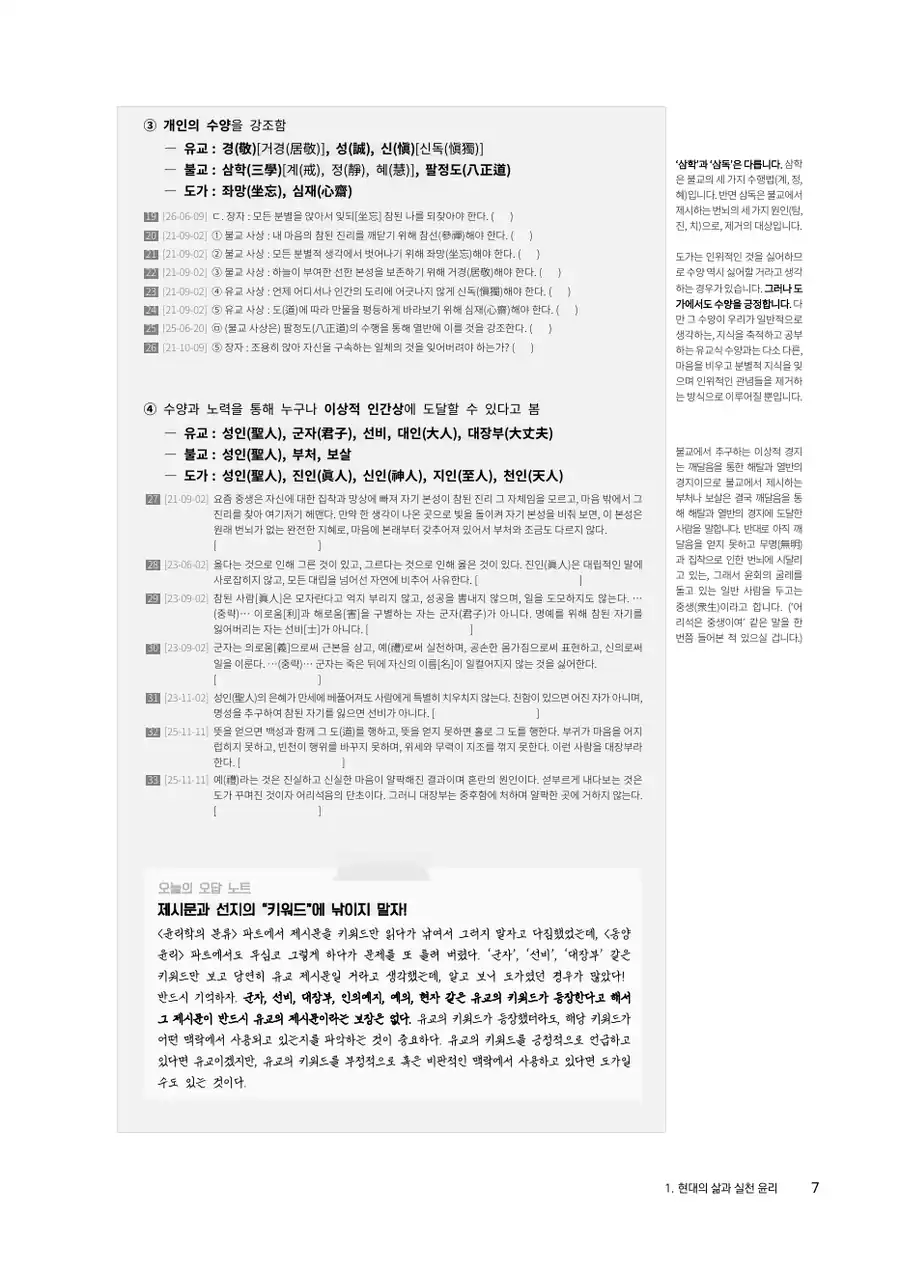 ③ 개인의 수양을 강조함
― 유교 : 경(敬)[거경(居敬)], 성(誠), 신(愼)[신독(愼獨)]
― 불교 : 삼학(三學)[계(戒), 정(靜), 혜(慧)], 팔정도(八正道)
― 도가 : 좌망(坐忘), 심재(心齋)
19 [26-06-09] ㄷ. 장자 : 모든 분별을 앉아서 잊되[坐忘] 참된 나를 되찾아야 한다. ( )
20 [21-09-02] ① 불교 사상 : 내 마음의 참된 진리를 깨닫기 위해 참선(參禪)해야 한다. ( )
21 [21-09-02] ② 불교 사상 : 모든 분별적 생각에서 벗어나기 위해 좌망(坐忘)해야 한다. ( )
22 [21-09-02] ③ 불교 사상 : 하늘이 부여한 선한 본성을 보존하기 위해 거경(居敬)해야 한다. ( )
23 [21-09-02] ④ 유교 사상 : 언제 어디서나 인간의 도리에 어긋나지 않게 신독(愼獨)해야 한다. ( )
24 [21-09-02] ⑤ 유교 사상 : 도(道)에 따라 만물을 평등하게 바라보기 위해 심재(心齋)해야 한다. ( )
25 [25-06-20] ㉤ (불교 사상은) 팔정도(八正道)의 수행을 통해 열반에 이를 것을 강조한다. ( )
26 [21-10-09] ⑤ 장자 : 조용히 앉아 자신을 구속하는 일체의 것을 잊어버려야 하는가? ( )
④ 수양과 노력을 통해 누구나 이상적 인간상에 도달할 수 있다고 봄
― 유교 : 성인(聖人), 군자(君子), 선비, 대인(大人), 대장부(大丈夫)
― 불교 : 성인(聖人), 부처, 보살
― 도가 : 성인(聖人), 진인(眞人), 신인(神人), 지인(至人), 천인(天人)
27 [21-09-02] 요즘 중생은 자신에 대한 집착과 망상에 빠져 자기 본성이 참된 진리 그 자체임을 모르고, 마음 밖에서 그
진리를 찾아 여기저기 헤맨다. 만약 한 생각이 나온 곳으로 빛을 돌이켜 자기 본성을 비춰 보면, 이 본성은
원래 번뇌가 없는 완전한 지혜로, 마음에 본래부터 갖추어져 있어서 부처와 조금도 다르지 않다.
[ ]
28 [23-06-02] 옳다는 것으로 인해 그른 것이 있고, 그르다는 것으로 인해 옳은 것이 있다. 진인(眞人)은 대립적인 말에
사로잡히지 않고, 모든 대립을 넘어선 자연에 비추어 사유한다. [ ]
29 [23-09-02] 참된 사람[眞人]은 모자란다고 억지 부리지 않고, 성공을 뽐내지 않으며, 일을 도모하지도 않는다. …
(중략)… 이로움[利]과 해로움[害]을 구별하는 자는 군자(君子)가 아니다. 명예를 위해 참된 자기를
잃어버리는 자는 선비[士]가 아니다. [ ]
30 [23-09-02] 군자는 의로움[義]으로써 근본을 삼고, 예(禮)로써 실천하며, 공손한 몸가짐으로써 표현하고, 신의로써
일을 이룬다. …(중략)… 군자는 죽은 뒤에 자신의 이름[名]이 일컬어지지 않는 것을 싫어한다.
[ ]
31 [23-11-02] 성인(聖人)의 은혜가 만세에 베풀어져도 사람에게 특별히 치우치지 않는다. 친함이 있으면 어진 자가 아니며,
명성을 추구하여 참된 자기를 잃으면 선비가 아니다. [ ]
32 [25-11-11] 뜻을 얻으면 백성과 함께 그 도(道)를 행하고, 뜻을 얻지 못하면 홀로 그 도를 행한다. 부귀가 마음을 어지
럽히지 못하고, 빈천이 행위를 바꾸지 못하며, 위세와 무력이 지조를 꺾지 못한다. 이런 사람을 대장부라
한다. [ ]
33 [25-11-11] 예(禮)라는 것은 진실하고 신실한 마음이 얄팍해진 결과이며 혼란의 원인이다. 섣부르게 내다보는 것은
도가 꾸며진 것이자 어리석음의 단초이다. 그러니 대장부는 중후함에 처하며 얄팍한 곳에 거하지 않는다.
[ ]
오늘의 오답 노트
제시문과 선지의 “키워드”에 낚이지 말자!
<윤리학의 분류> 파트에서 제시문을 키워드만 읽다가 낚여서 그러지 말자고 다짐했었는데, <동양
윤리> 파트에서도 무심코 그렇게 하다가 문제를 또 틀려 버렸다. ‘군자’, ‘선비’, ‘대장부’ 같은
키워드만 보고 당연히 유교 제시문일 거라고 생각했는데, 알고 보니 도가였던 경우가 많았다!
반드시 기억하자. 군자, 선비, 대장부, 인의예지, 예의, 현자 같은 유교의 키워드가 등장한다고 해서
그 제시문이 반드시 유교의 제시문이라는 보장은 없다. 유교의 키워드가 등장했더라도, 해당 키워드가
어떤 맥락에서 사용되고 있는지를 파악하는 것이 중요하다. 유교의 키워드를 긍정적으로 언급하고
있다면 유교이겠지만, 유교의 키워드를 부정적으로 혹은 비판적인 맥락에서 사용하고 있다면 도가일
수도 있는 것이다.
‘삼학’과 ‘삼독’은 다릅니다. 삼학
은 불교의 세 가지 수행법(계, 정,
혜)입니다. 반면 삼독은 불교에서
제시하는 번뇌의 세 가지 원인(탐,
진, 치)으로, 제거의 대상입니다.
도가는 인위적인 것을 싫어하므
로 수양 역시 싫어할 거라고 생각
하는 경우가 있습니다. 그러나 도
가에서도 수양을 긍정합니다. 다
만 그 수양이 우리가 일반적으로
생각하는, 지식을 축적하고 공부
하는 유교식 수양과는 다소 다른,
마음을 비우고 분별적 지식을 잊
으며 인위적인 관념들을 제거하
는 방식으로 이루어질 뿐입니다.
불교에서 추구하는 이상적 경지
는 깨달음을 통한 해탈과 열반의
경지이므로 불교에서 제시하는
부처나 보살은 결국 깨달음을 통
해 해탈과 열반의 경지에 도달한
사람을 말합니다. 반대로 아직 깨
달음을 얻지 못하고 무명(無明)
과 집착으로 인한 번뇌에 시달리
고 있는, 그래서 윤회의 굴레를
돌고 있는 일반 사람을 두고는
중생(衆生)이라고 합니다. (‘어
리석은 중생이여’ 같은 말을 한
번쯤 들어본 적 있으실 겁니다.)
1. 현대의 삶과 실천 윤리 7